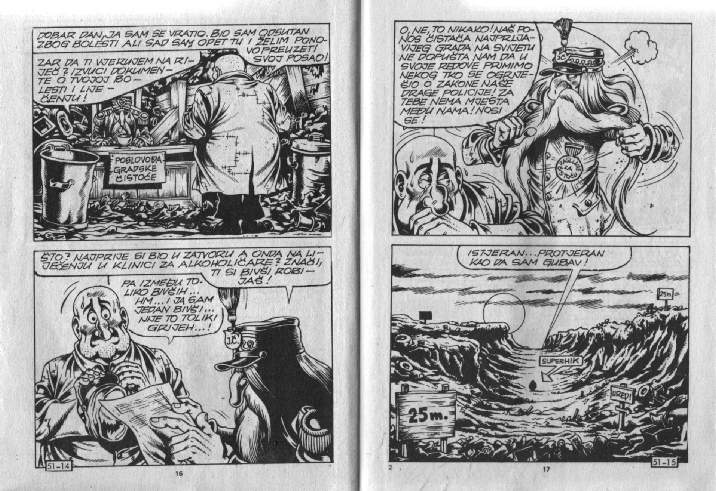 DOBAR DAN, JA SAM SE VRATIO. BIO SAM ODSUTAN
ZBOG BOLESTI ALI SAD SAM OPET TU I ŽELIM PONO-
VO PREUZETI
SVOJ POSAO!
ZAR DA TI VJERUJEM NA RI-
JEČ? IZVUCI DOKUMEN-
TE O TVOJOJ BO-
LESTI I LIJE-
ČENJU!
POSLOVOĐA
GRADSKE
ČISTOĆE
ŠTO? NAJPRIJE SI BIO U ZATVORU A ONDA NA LI-
JEČENJU U KLINICI ZA ALKOHOLIČARE? ZNAŠI,
TI SI BIVŠI ROBI-
JAŠ!
PA IZMEĐU TO-
LIKO BIVŠIH...
HM...! JA SAM
JEDAN BIVŠI...
NIJE TO TOLIKI
GRIJEH...!
51-14
16
O, NE, TO NIKAKO! NAŠ PO-
NOS ČISTAČA NAJPRLJA-
VIJEG GRADA NA SVIJETU
NE DOPUŠTA NAM DA U
SVOJE REDOVE PRIMIMO
NEKOG TKO SE OGRIJE-
ŠIO O ZAKONE NAŠE
DRAGE POLICIJE! ZA
TEBE NEMA MJESTA
MEĐU NAMA! NOSI
SE!
JČ
ISTJERAN... PROTJERAN
KAO DA SAM GUBAV!
25m.
SUPERHIK
25m.
51-15
2
17